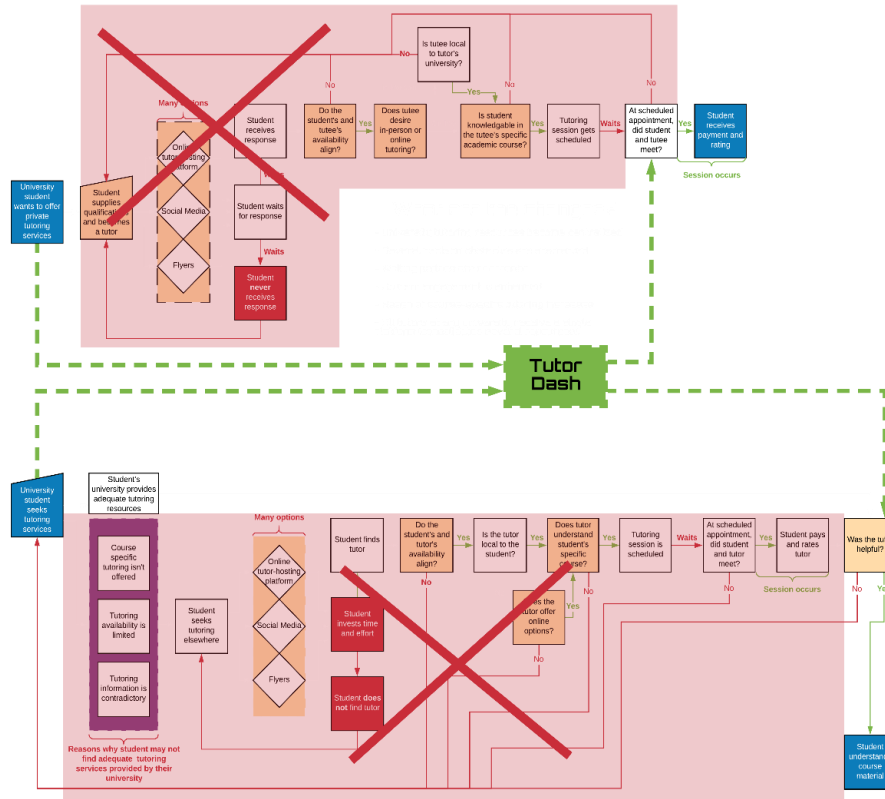 Is tutee local
to tutor's
university?
No
Yes
No
No
No
Many options
Student
receives
response
Do the
student's and
tutee's
availability
align?
Yes
Does tutee
desire
in-person or
online
tutoring?
Is student
knowledgable in
the tutee's specific
academic course?
Yes
Tutoring
session gets
scheduled
Waits
At scheduled
appointment,
did student
and tutee
meet?
Yes
Student
receives
payment and
rating
Session occurs
Online
tutor-hosting
platform
University
student
wants to offer
private
tutoring
services
Student
supplies
qualifications
and becomes
a tutor
Social Media
Student waits
for response
Waits
Waits
Flyers
Student
never
receives
response
Tutor
Dash
University
student
seeks
tutoring
services
Student's
university provides
adequate tutoring
resources
Many options
Student finds
tutor
Do the
student's and
tutor's
availability
align?
Yes
Is the tutor
local to the
student?
Yes
Does tutor
understand
student's
specific
course?
Yes
Tutoring
session is
scheduled
Waits
At scheduled
appointment,
did student
and tutor
meet?
Yes
Student pays
and rates
tutor
Session occurs
Was the
helpful?
Course
specific
tutoring isn't
offered
Online
tutor-hosting
platform
No
No
No
No
Does the
tutor offer
online
options?
Yes
No
Tutoring
availability is
limited
Student
seeks
tutoring
elsewhere
Social Media
Student
invests time
and effort
Tutoring
information is
contradictory
Flyers
Student does
not find tutor
Reasons why student may not
find adequate tutoring
services provided by their
university
Student
course
material